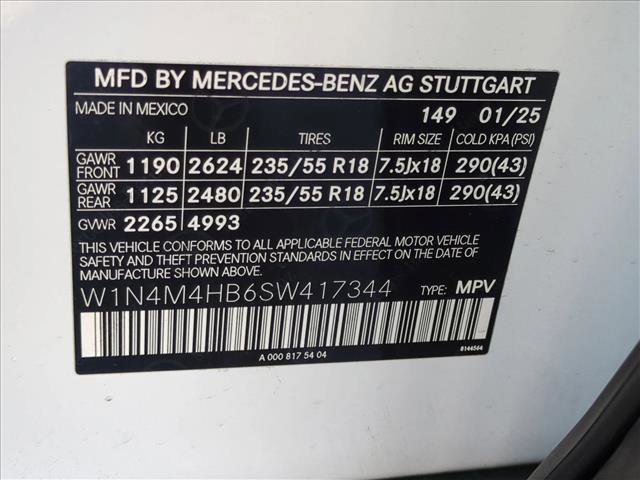 MFD BY MERCEDES-BENZ AG STUTTGART
MADE IN MEXICO 149 01/25
KG LB TIRES RIM SIZE COLD KPA (PSI)
GAWR FRONT 1190 2624 235/55 R18 7.5Jx18 290(43)
GAWR REAR 1125 2480 235/55 R18 7.5Jx18 290(43)
GVWR 2265 4993
THIS VEHICLE CONFORMS TO ALL APPLICABLE FEDERAL MOTOR VEHICLE
SAFETY AND THEFT PREVENTION STANDARDS IN EFFECT ON THE DATE
OF MANUFACTURE SHOWN ABOVE.
W1N4M4HB6SW417344 TYPE: MPV
A 000 817 54 04 8144564